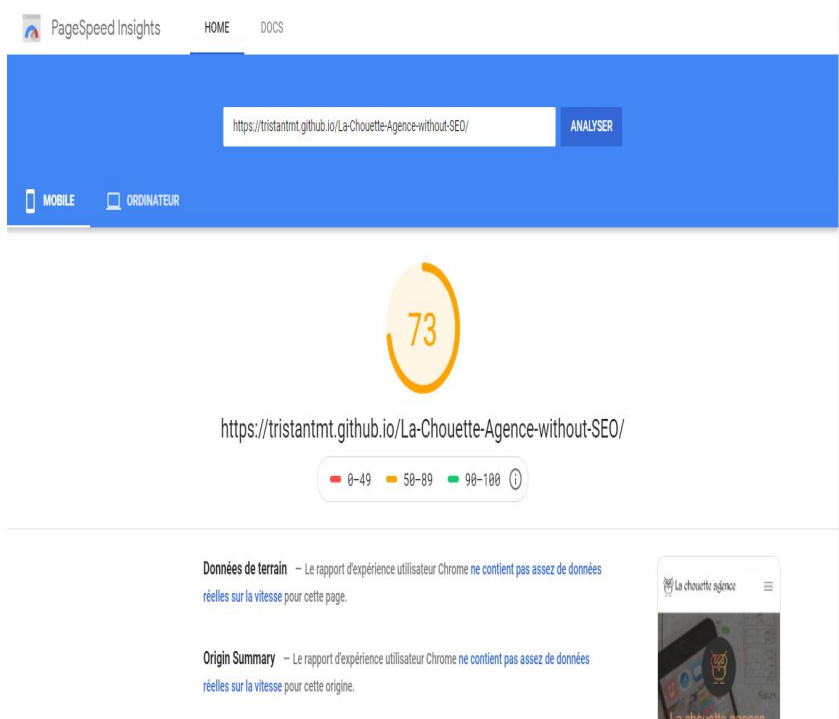 PageSpeed Insights HOME DOCS
https://tristantmt.github.io/La-Chouette-Agence-without-SEO/ ANALYSER
MOBILE ORDINATEUR
73
https://tristantmt.github.io/La-Chouette-Agence-without-SEO/
0–49 50–89 90–100
Données de terrain – Le rapport d'expérience utilisateur Chrome ne contient pas assez de données
réelles sur la vitesse pour cette page.
Origin Summary – Le rapport d'expérience utilisateur Chrome ne contient pas assez de données
réelles sur la vitesse pour cette origine.
La chouette agence
La chouette agence